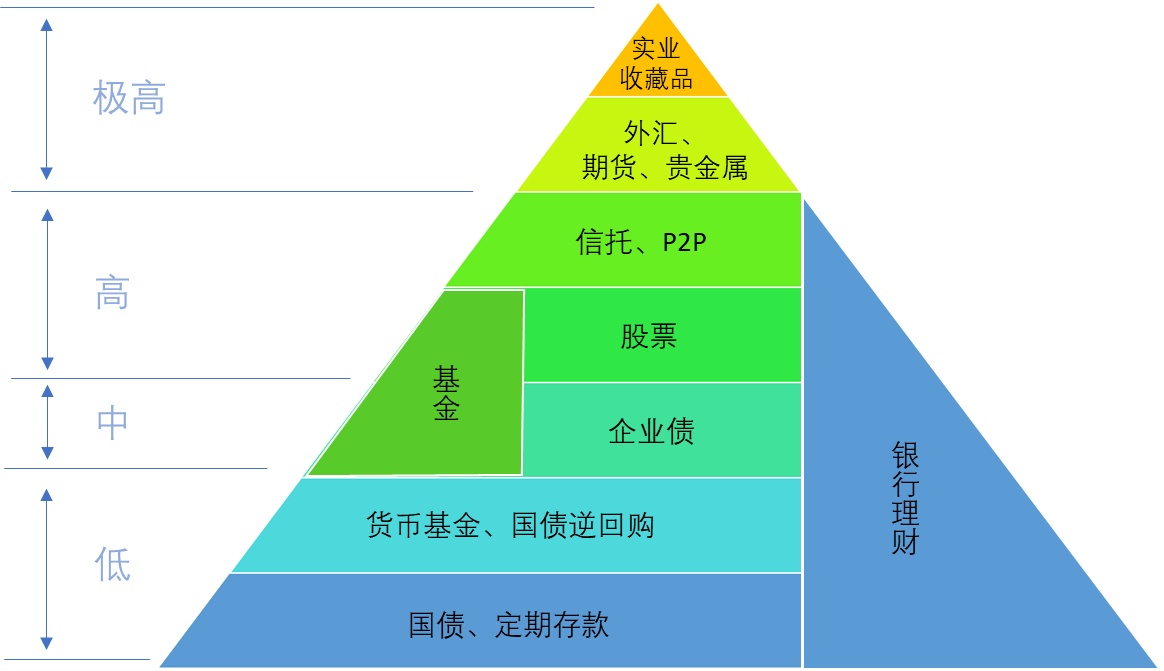 实业
收藏品
极高
外汇、
期货、贵金属
信托、P2P
高
股票
基金
中
企业债
银行理财
货币基金、国债逆回购
低
国债、定期存款